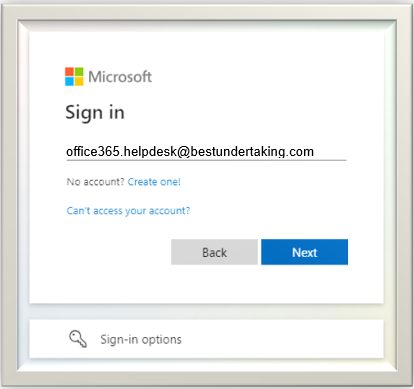 Microsoft
Sign in
office365.helpdesk@bestundertaking.com
No account? Create one!
Can't access your account?
Back Next
Sign-in options